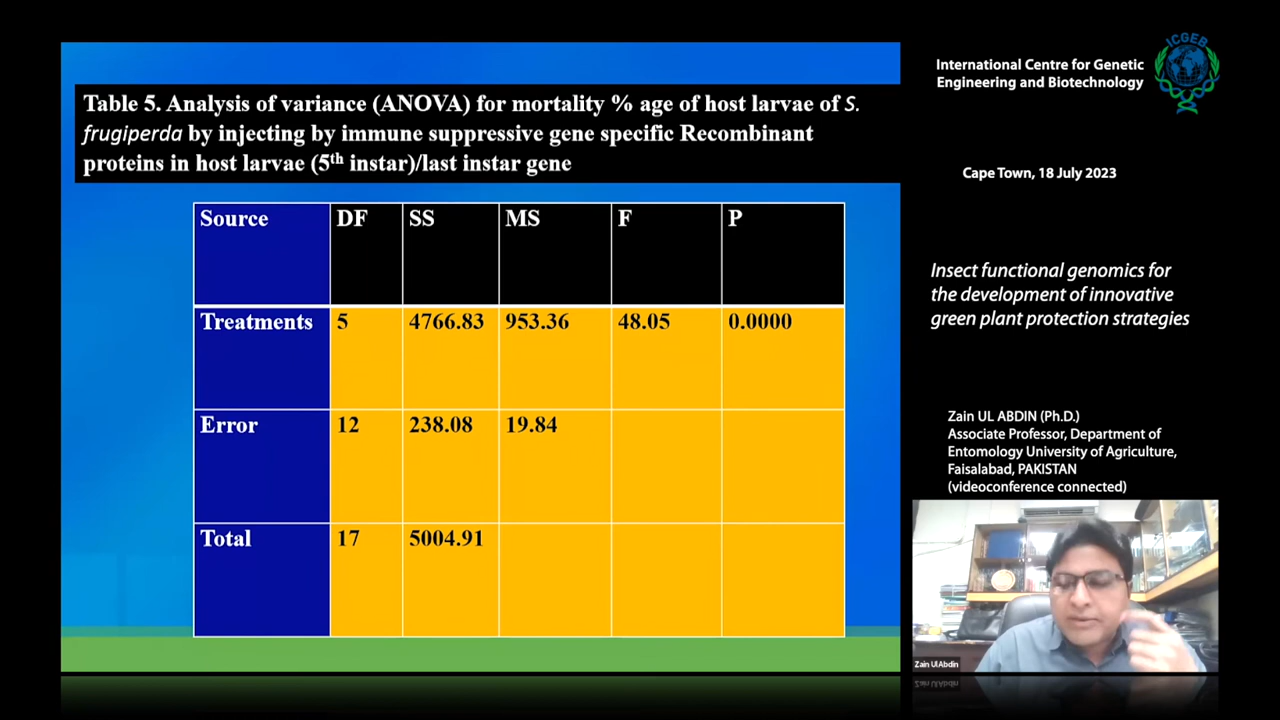 Table 5. Analysis of variance (ANOVA) for mortality % age of host larvae of S.
frugiperda by injecting by immune suppressive gene specific Recombinant
proteins in host larvae (5th instar)/last instar gene
Source DF SS MS F P
Treatments 5 4766.83 953.36 48.05 0.0000
Error 12 238.08 19.84
Total 17 5004.91
ICGEB
International Centre for Genetic
Engineering and Biotechnology
Cape Town, 18 July 2023
Insect functional genomics for
the development of innovative
green plant protection strategies
Zain UL ABDIN (Ph.D.)
Associate Professor, Department of
Entomology University of Agriculture,
Faisalabad, PAKISTAN
(videoconference connected)
Zain Ul Abdin